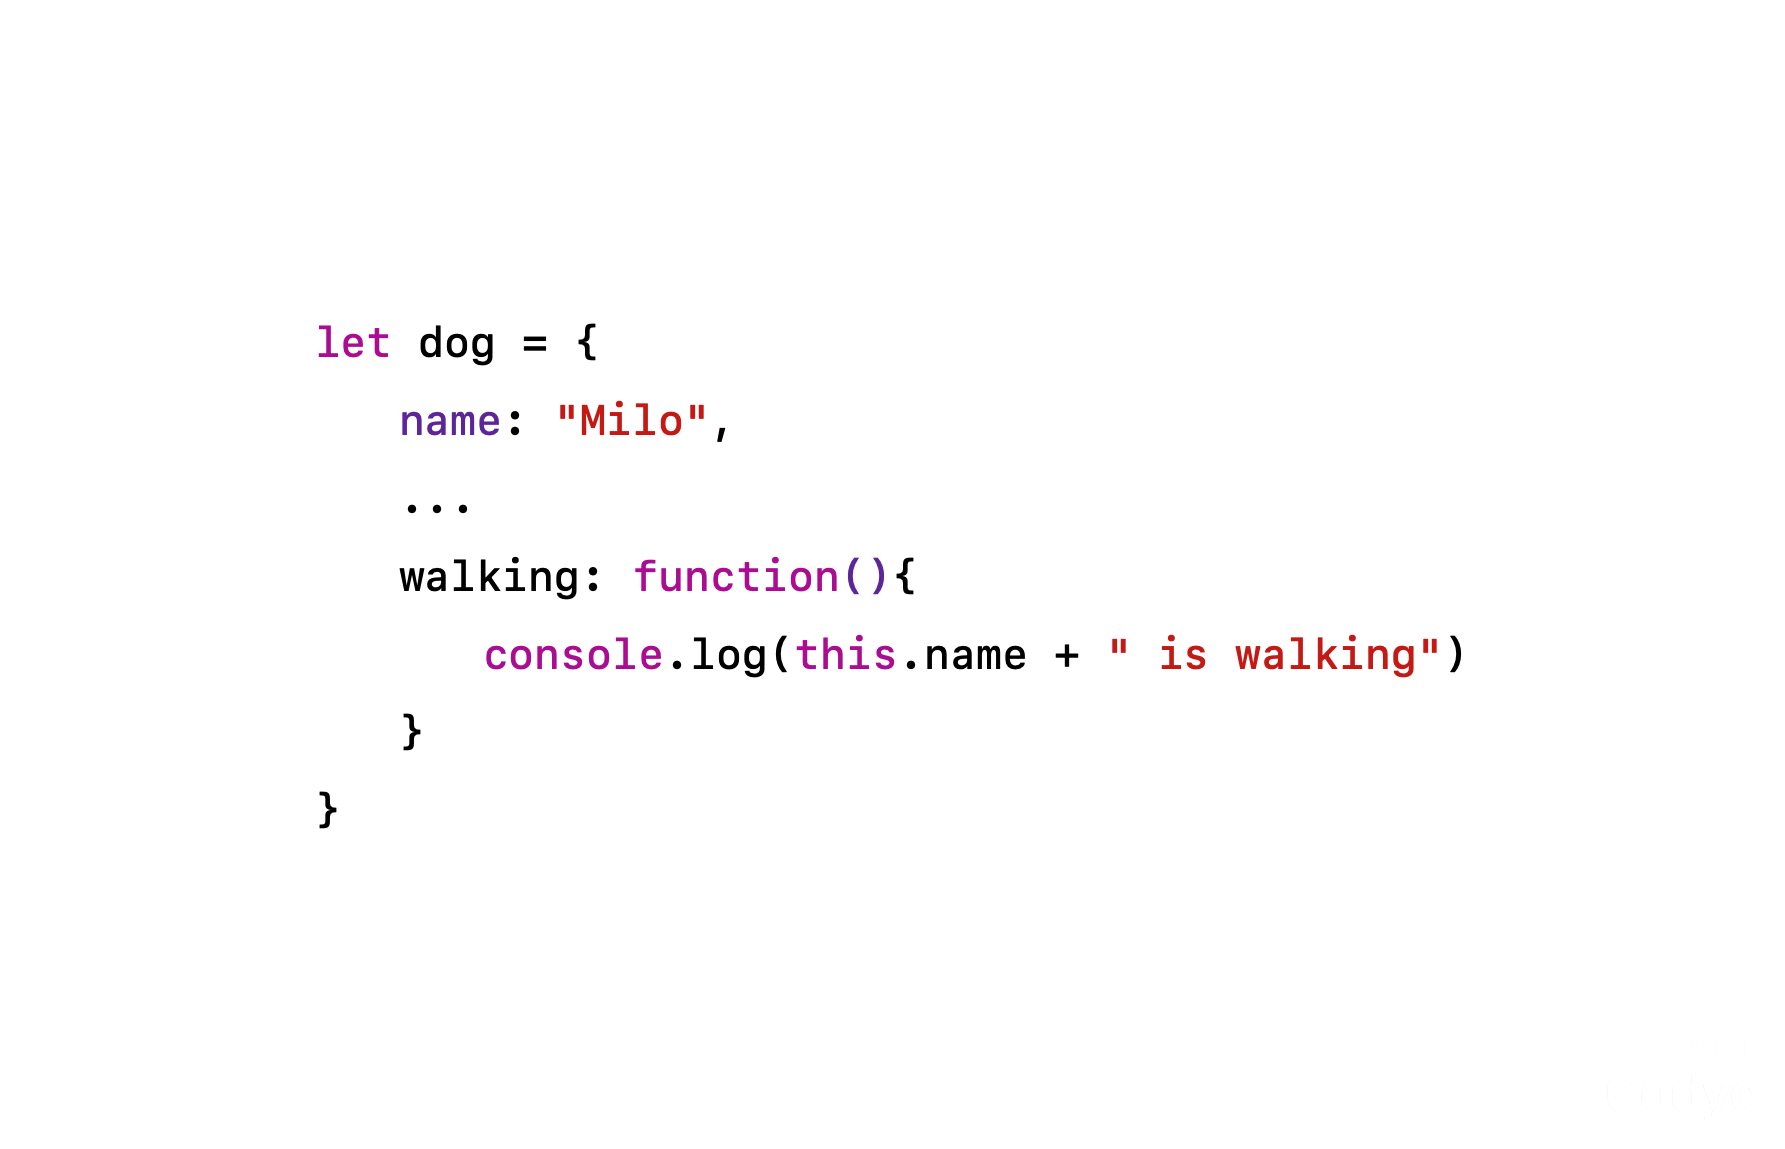 let dog = {
name: "Milo",
...
walking: function(){
console.log(this.name + " is walking")
}
}